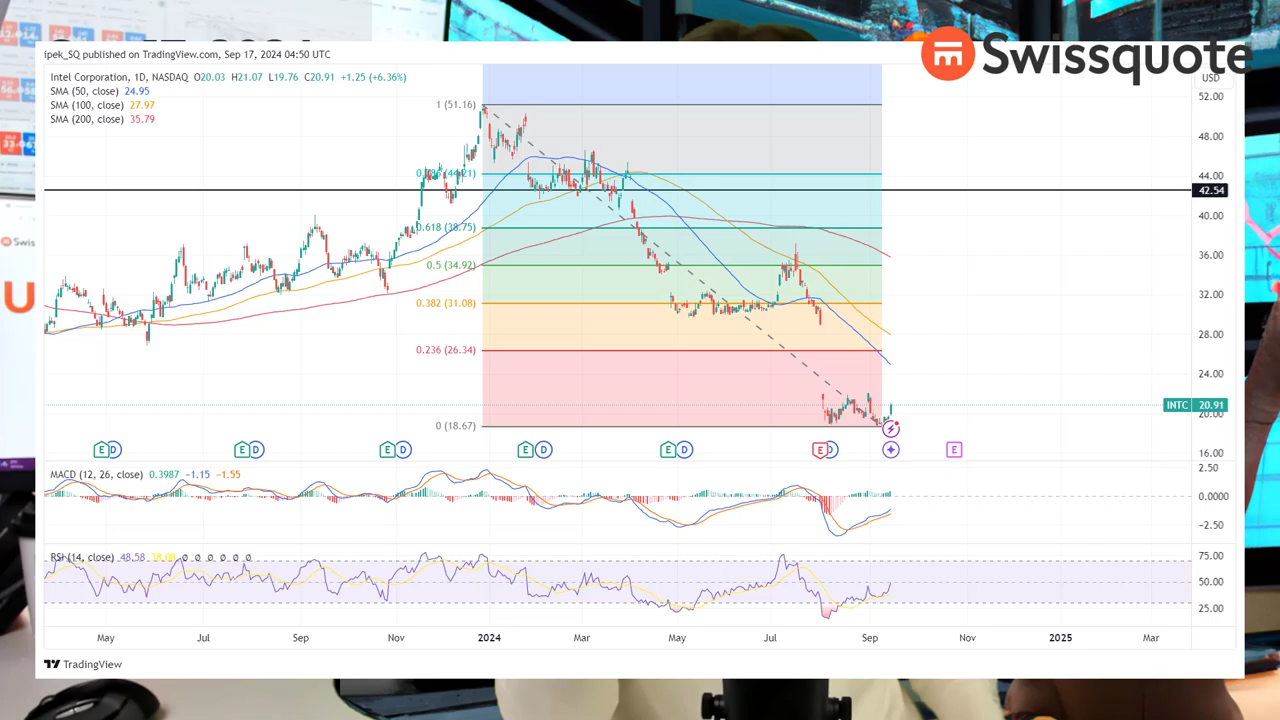 Swissquote
ipek_SQ published on TradingView.com, Sep 17, 2024 04:50 UTC
Intel Corporation, 1D, NASDAQ O20.03 H21.07 L19.76 C20.91 +1.25 (+6.36%)
SMA (50, close) 24.95
SMA (100, close) 27.97
SMA (200, close) 35.79
USD
52.00
48.00
44.00
42.54
40.00
36.00
32.00
28.00
24.00
INTC 20.91
20.00
16.00
1 (51.16)
0.618 (38.75)
0.5 (34.92)
0.382 (31.08)
0.236 (26.34)
0 (18.67)
E D E D E D E D E D E D E
MACD (12, 26, close) 0.3987 −1.15 −1.55
2.50
0.0000
−2.50
RSI (14, close) 48.58 38.08 ∅ ∅ ∅ ∅ ∅ ∅
75.00
50.00
25.00
May Jul Sep Nov 2024 Mar May Jul Sep Nov 2025 Mar
TradingView